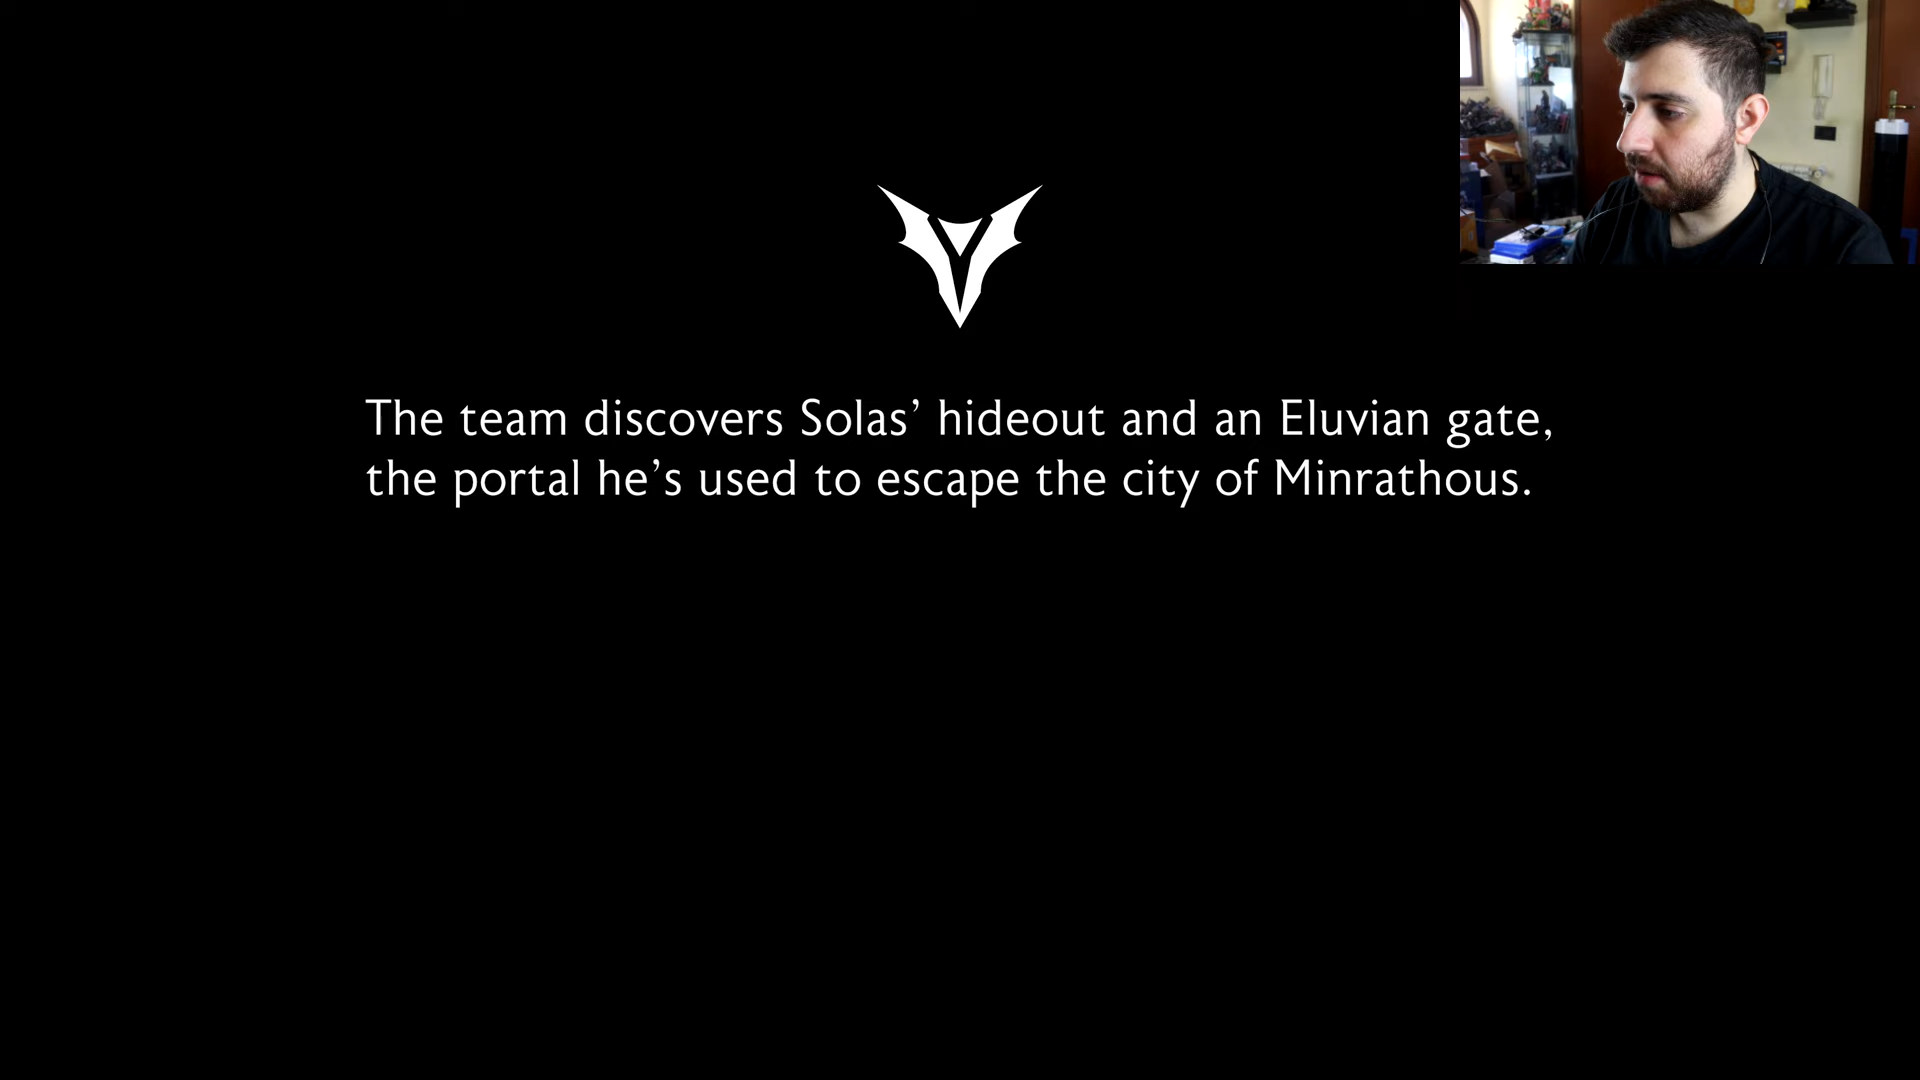 The team discovers Solas’ hideout and an Eluvian gate,
the portal he’s used to escape the city of Minrathous.